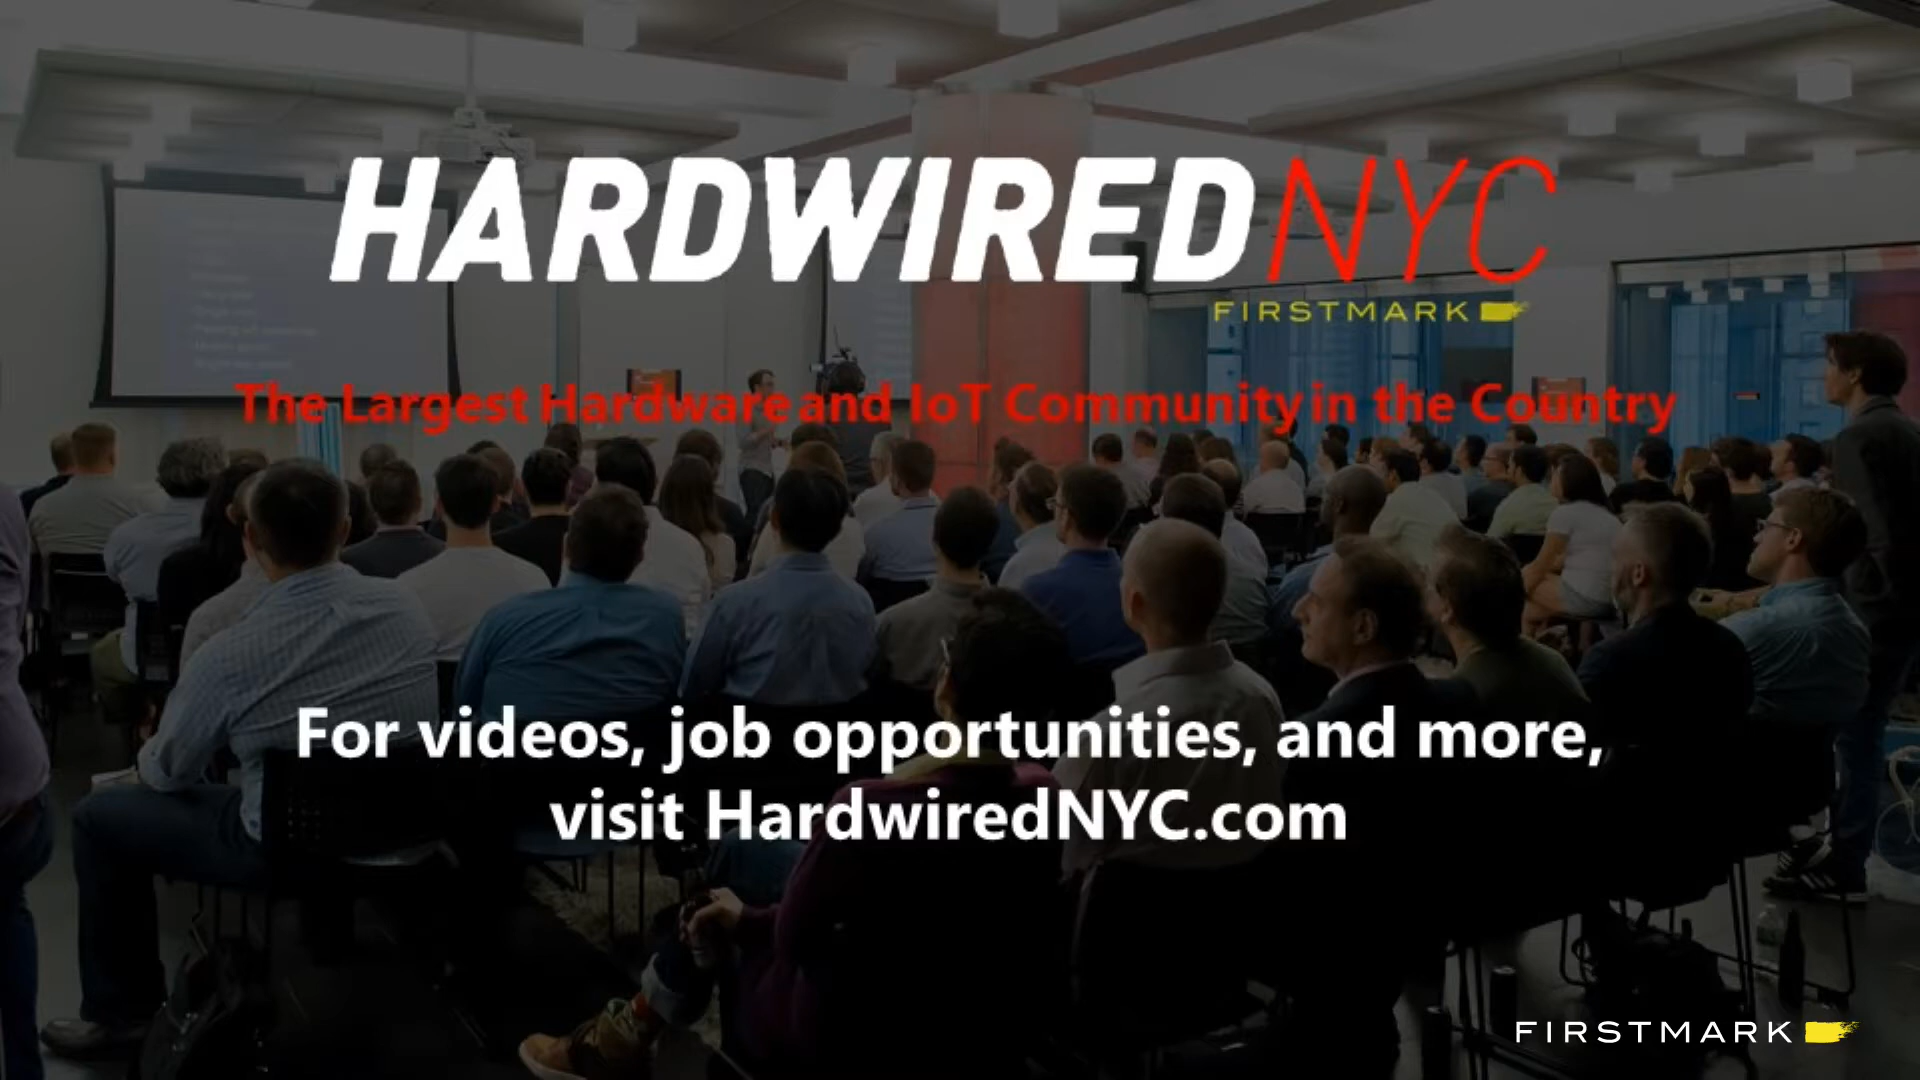 HARDWIREDNYC
FIRSTMARK
The Largest Hardware and IoT Community in the Country
For videos, job opportunities, and more,
visit HardwiredNYC.com
FIRSTMARK